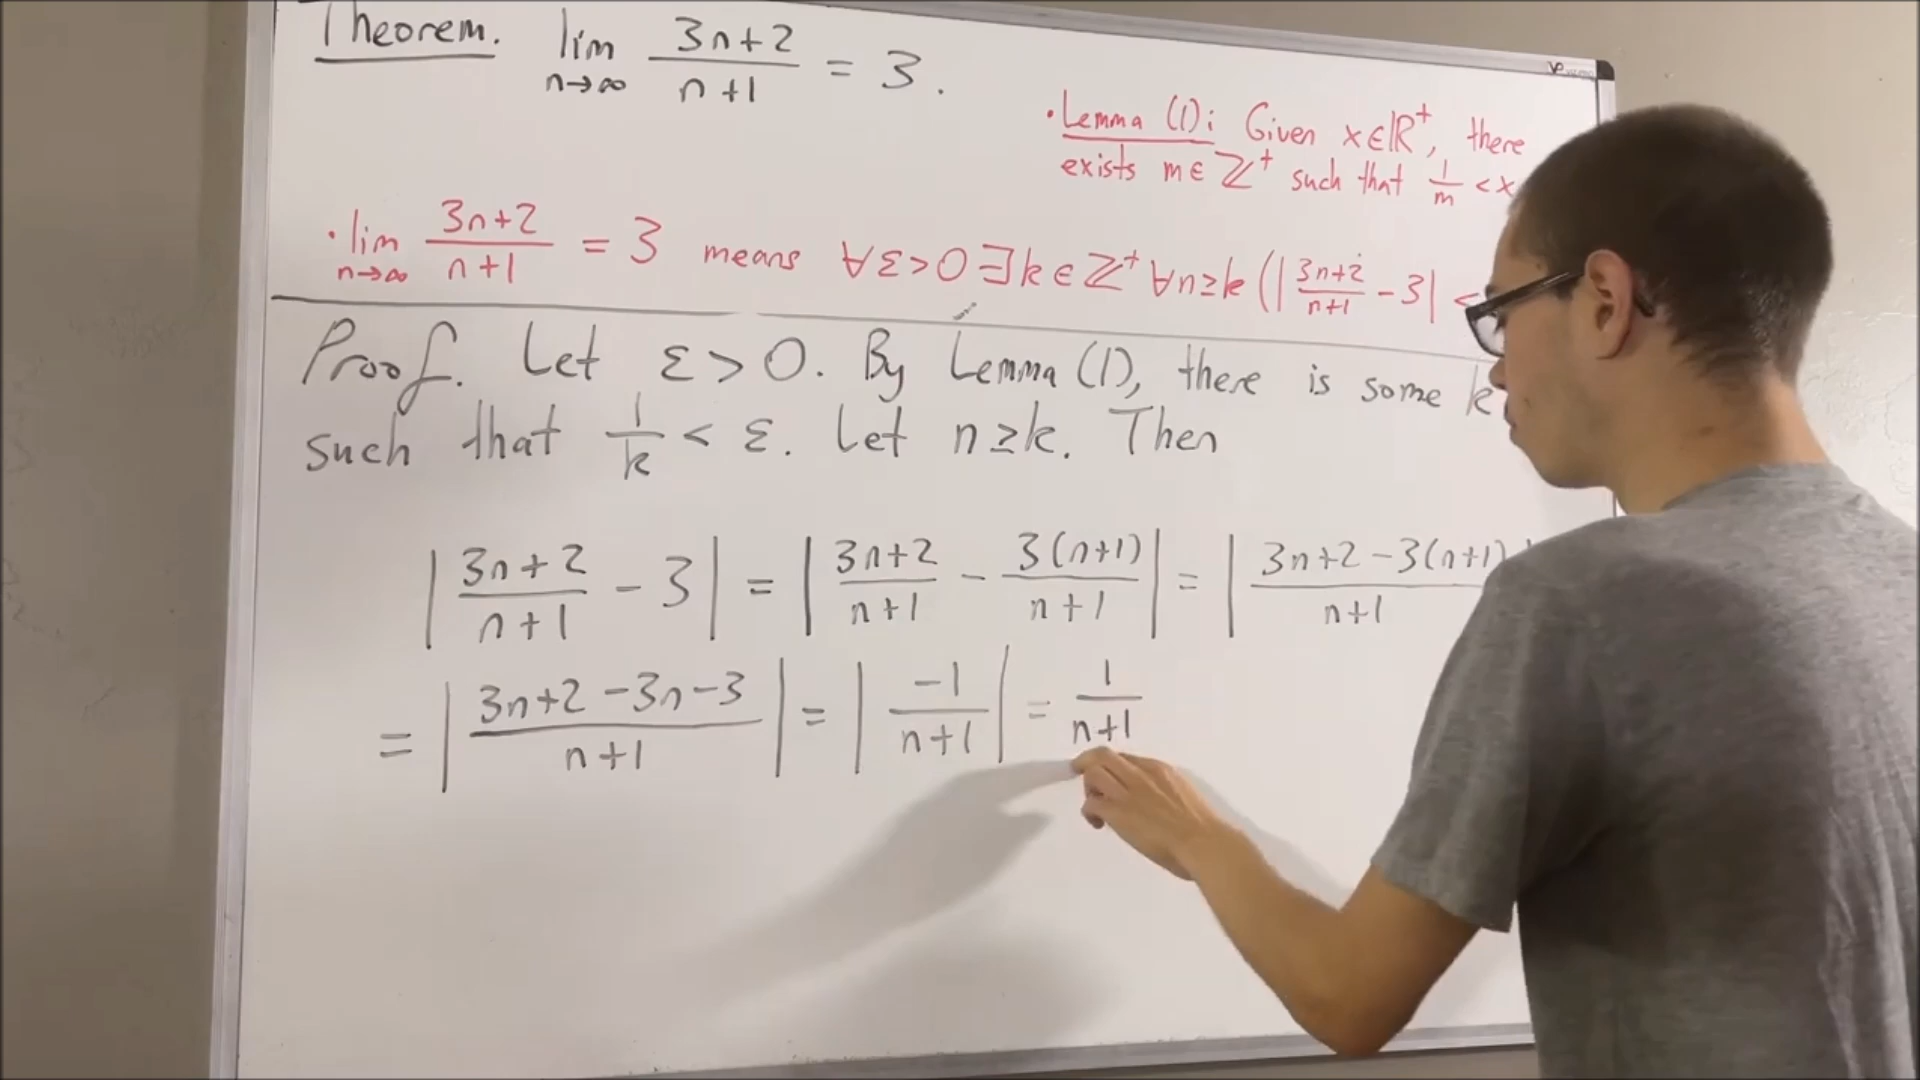 Theorem. lim n→∞ (3n+2)/(n+1) = 3.
• Lemma (1): Given x∈ℝ⁺, there
exists m∈ℤ⁺ such that 1/m < x
• lim n→∞ (3n+2)/(n+1) = 3 means ∀ε>0 ∃k∈ℤ⁺ ∀n≥k (|(3n+2)/(n+1) - 3| <
Proof. Let ε > 0. By Lemma (1), there is some k
such that 1/k < ε. Let n≥k. Then
|(3n+2)/(n+1) - 3| = |(3n+2)/(n+1) - 3(n+1)/(n+1)| = |(3n+2-3(n+1))/(n+1)
= |(3n+2-3n-3)/(n+1)| = |-1/(n+1)| = 1/(n+1)